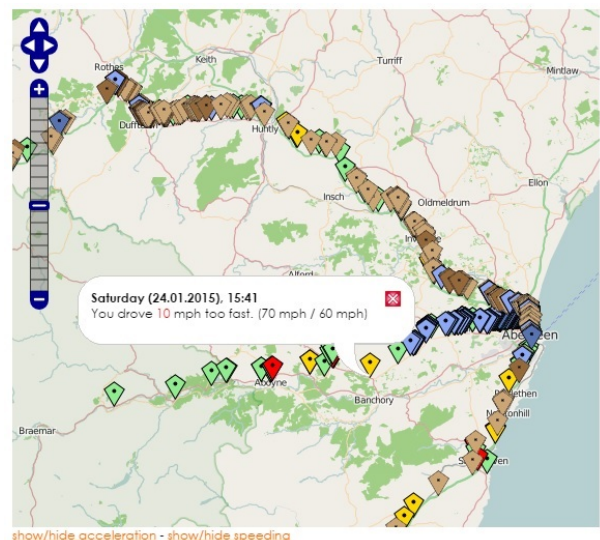 Rothes
Keith
Turriff
Mintlaw
Huntly
Ellon
Insch
Oldmeldrum
Alford
Saturday (24.01.2015), 15:41
You drove 10 mph too fast. (70 mph / 60 mph)
Aboyne
Banchory
Braemar
show/hide acceleration - show/hide speeding